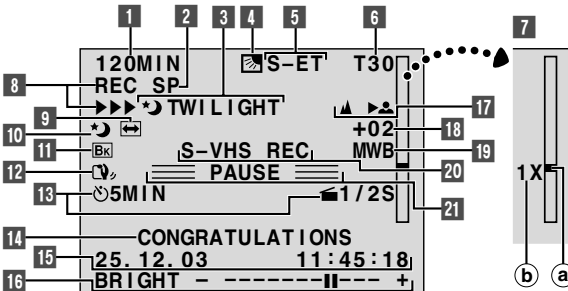 1 2 3 4 5 6 7
120MIN S-ET T30
8 REC SP
TWILIGHT 17
9
10 +02 18
11 BK MWB 19
S-VHS REC 20
12 PAUSE 1X
13 5MIN 1/2S 21
14 CONGRATULATIONS
15 25.12.03 11:45:18 b a
16 BRIGHT – --------▮▮---- +